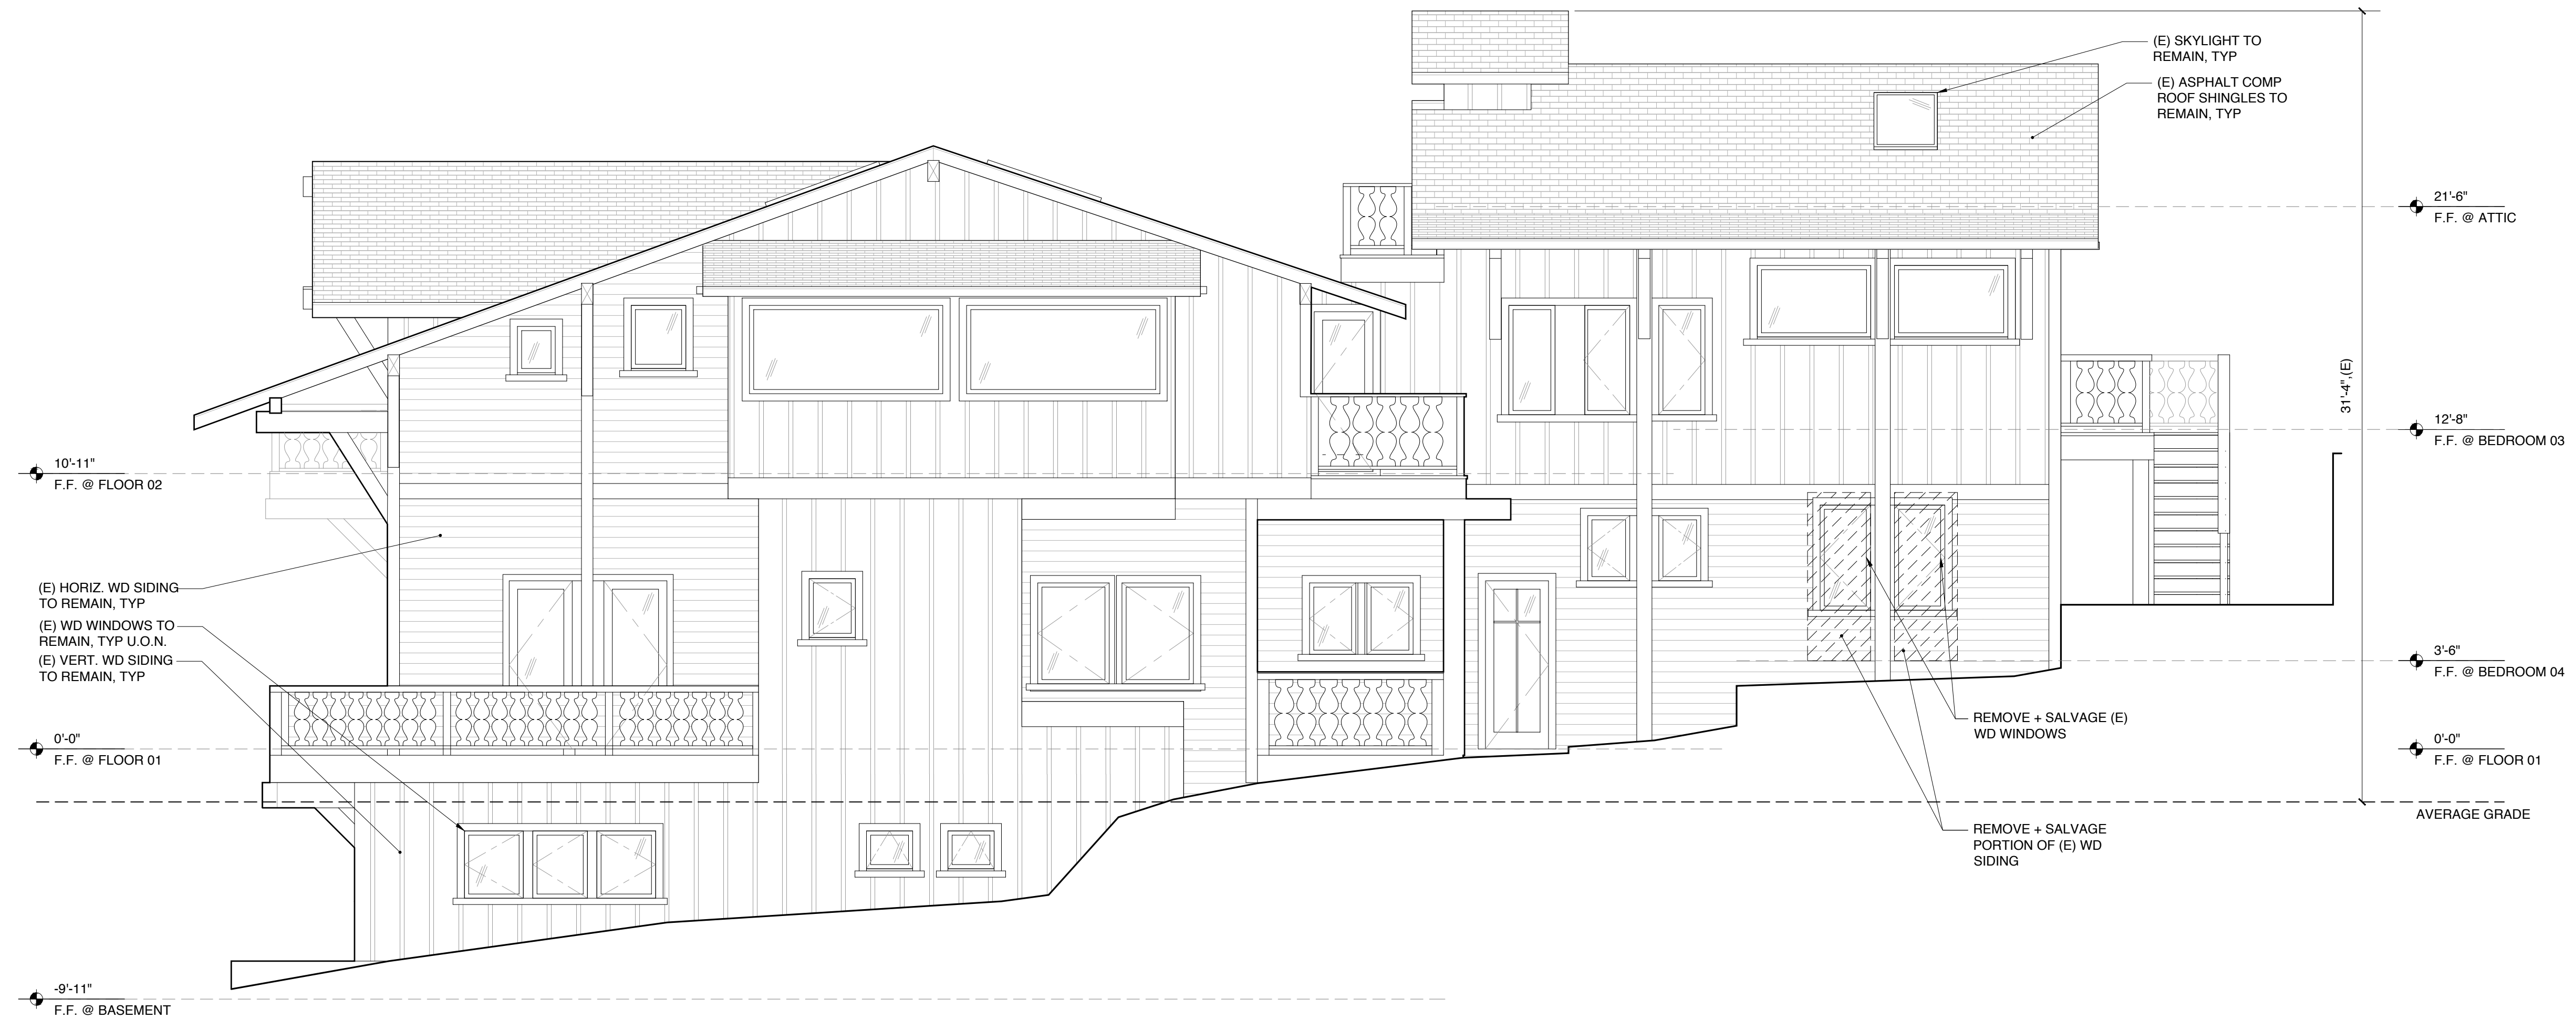 (E) SKYLIGHT TO
REMAIN, TYP
(E) ASPHALT COMP
ROOF SHINGLES TO
REMAIN, TYP
21'-6"
F.F. @ ATTIC
31'-4",(E)
12'-8"
F.F. @ BEDROOM 03
10'-11"
F.F. @ FLOOR 02
(E) HORIZ. WD SIDING
TO REMAIN, TYP
(E) WD WINDOWS TO
REMAIN, TYP U.O.N.
(E) VERT. WD SIDING
TO REMAIN, TYP
3'-6"
F.F. @ BEDROOM 04
REMOVE + SALVAGE (E)
WD WINDOWS
0'-0"
F.F. @ FLOOR 01
0'-0"
F.F. @ FLOOR 01
AVERAGE GRADE
REMOVE + SALVAGE
PORTION OF (E) WD
SIDING
-9'-11"
F.F. @ BASEMENT